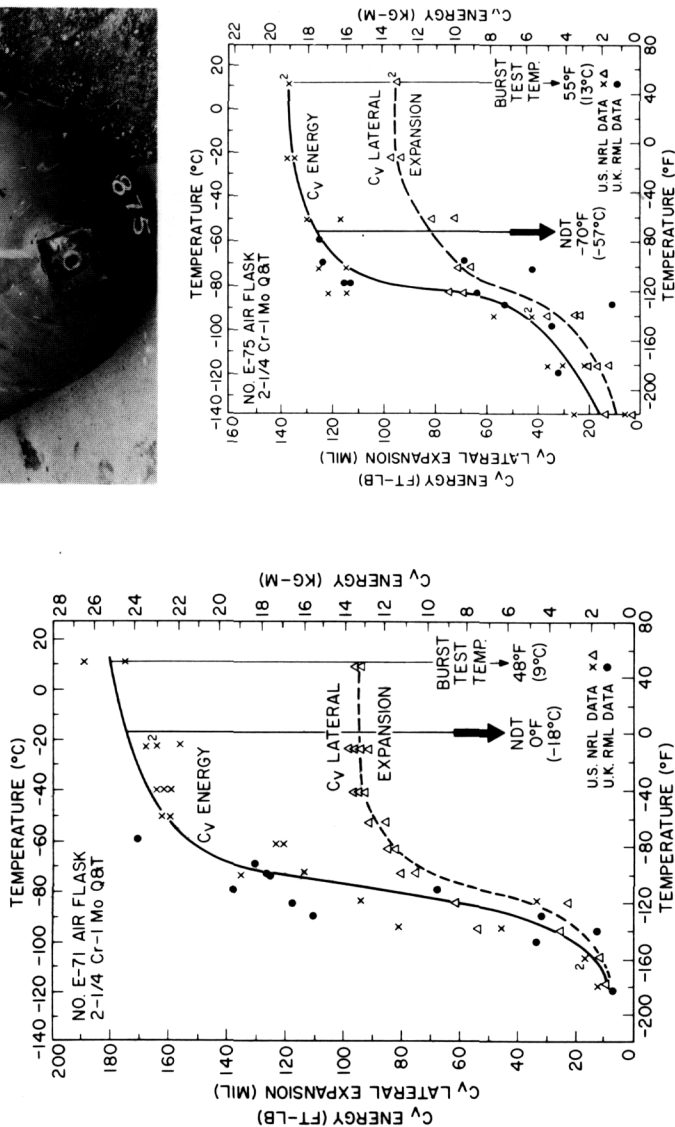 TEMPERATURE (°C)
-140 -120 -100 -80 -60 -40 -20 0 20
NO. E-71 AIR FLASK
2-1/4 Cr-1 Mo Q&T
200 180 160 140 120 100 80 60 40 20 0
Cv ENERGY (FT-LB)
Cv LATERAL EXPANSION (MIL)
Cv ENERGY
2
Cv LATERAL
EXPANSION
2
NDT
0°F
(-18°C)
BURST
TEST
TEMP.
48°F
(9°C)
U.S. NRL DATA x△
U.K. RML DATA ●
28 26 24 22 20 18 16 14 12 10 8 6 4 2 0
Cv ENERGY (KG-M)
-200 -160 -120 -80 -40 0 40 80
TEMPERATURE (°F)
TEMPERATURE (°C)
-140 -120 -100 -80 -60 -40 -20 0 20
NO. E-75 AIR FLASK
2-1/4 Cr-1 Mo Q&T
160 140 120 100 80 60 40 20 0
Cv ENERGY (FT-LB)
Cv LATERAL EXPANSION (MIL)
2
Cv ENERGY
2
Cv LATERAL
EXPANSION
2
NDT
-70°F
(-57°C)
BURST
TEST
TEMP.
55°F
(13°C)
U.S. NRL DATA x△
U.K. RML DATA ●
22 20 18 16 14 12 10 8 6 4 2 0
Cv ENERGY (KG-M)
-200 -160 -120 -80 -40 0 40 80
TEMPERATURE (°F)